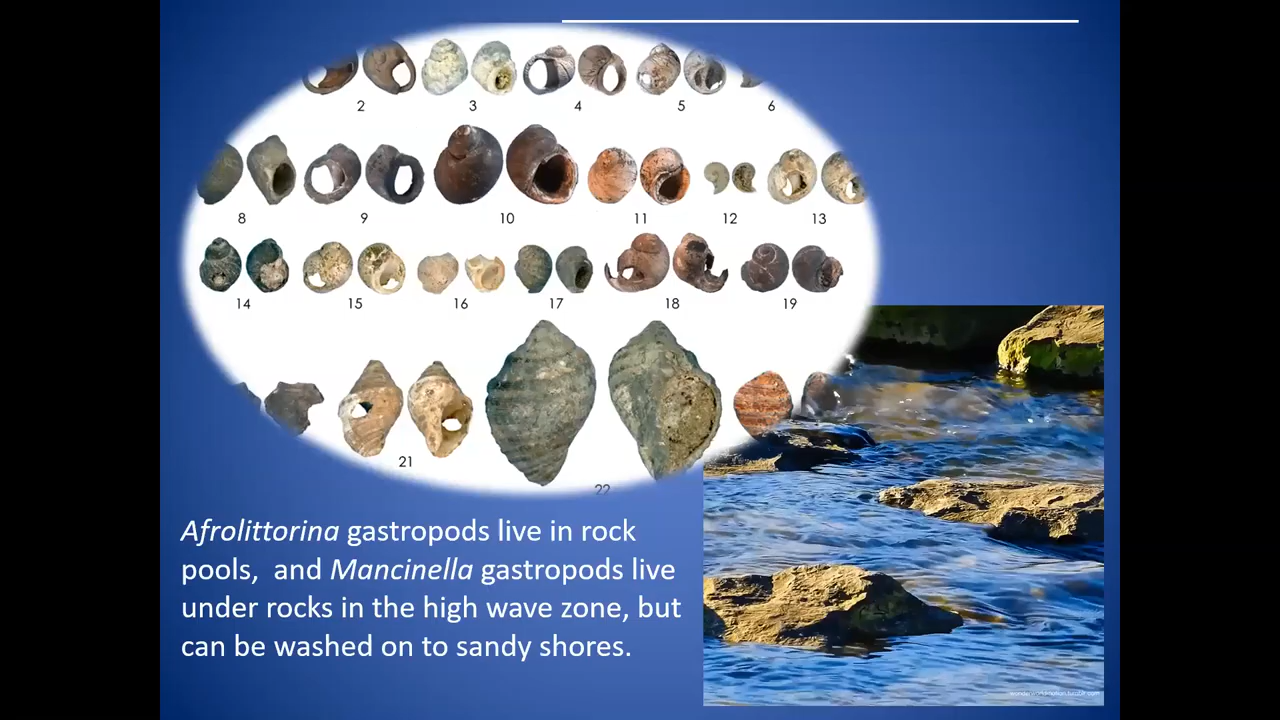 2 3 4 5 6
8 9 10 11 12 13
14 15 16 17 18 19
21
22
Afrolittorina gastropods live in rock
pools,  and Mancinella gastropods live
under rocks in the high wave zone, but
can be washed on to sandy shores.